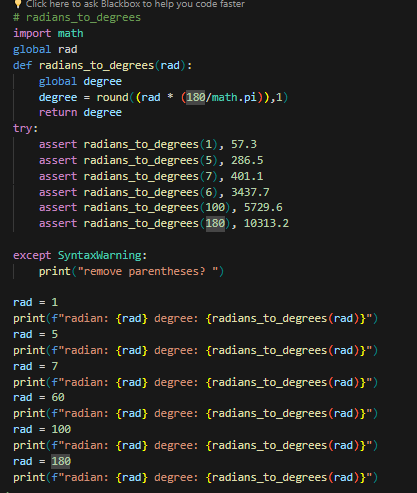 Click here to ask Blackbox to help you code faster
# radians_to_degrees
import math
global rad
def radians_to_degrees(rad):
    global degree
    degree = round((rad * (180/math.pi)),1)
    return degree
try:
    assert radians_to_degrees(1), 57.3
    assert radians_to_degrees(5), 286.5
    assert radians_to_degrees(7), 401.1
    assert radians_to_degrees(6), 3437.7
    assert radians_to_degrees(100), 5729.6
    assert radians_to_degrees(180), 10313.2

except SyntaxWarning:
    print("remove parentheses? ")

rad = 1
print(f"radian: {rad} degree: {radians_to_degrees(rad)}")
rad = 5
print(f"radian: {rad} degree: {radians_to_degrees(rad)}")
rad = 7
print(f"radian: {rad} degree: {radians_to_degrees(rad)}")
rad = 60
print(f"radian: {rad} degree: {radians_to_degrees(rad)}")
rad = 100
print(f"radian: {rad} degree: {radians_to_degrees(rad)}")
rad = 180
print(f"radian: {rad} degree: {radians_to_degrees(rad)}")